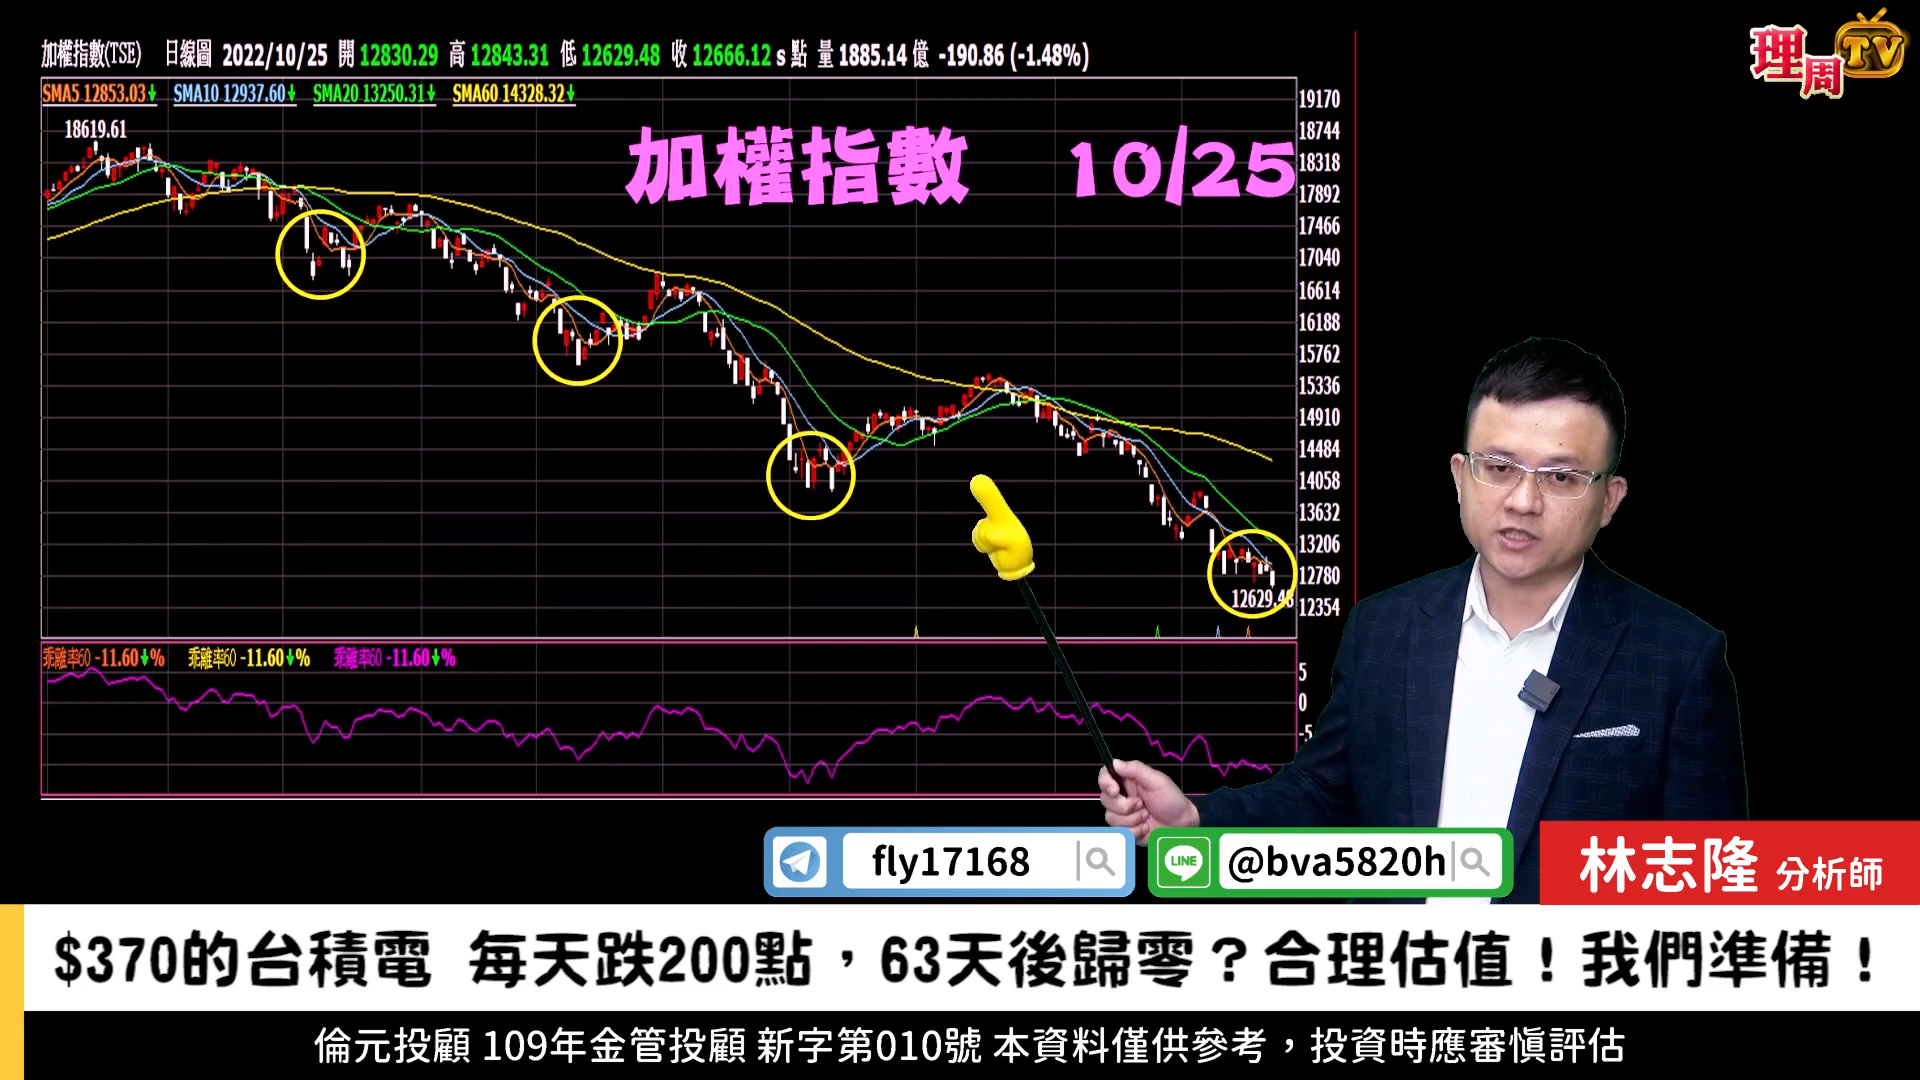 加權指數(TSE) 日線圖 2022/10/25 開 12830.29 高 12843.31 低 12629.48 收 12666.12 s 點 量 1885.14 億 -190.86 (-1.48%)
理周TV
SMA5 12853.03↓ SMA10 12937.60↓ SMA20 13250.31↓ SMA60 14328.32↓
18619.61
加權指數 10/25
19170
18744
18318
17892
17466
17040
16614
16188
15762
15336
14910
14484
14058
13632
13206
12780
12354
12629.48
乖離率60 -11.60↓% 乖離率60 -11.60↓% 乖離率60 -11.60↓%
5
0
-5
fly17168
LINE @bva5820h
林志隆 分析師
$370的台積電 每天跌200點，63天後歸零？合理估值！我們準備！
倫元投顧 109年金管投顧 新字第010號 本資料僅供參考，投資時應審慎評估